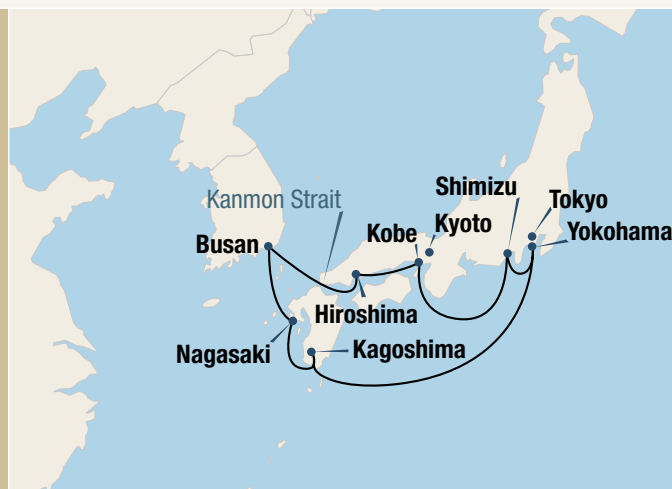 Shimizu
Kanmon Strait
Tokyo
Kobe
Kyoto
Yokohama
Busan
Hiroshima
Nagasaki
Kagoshima